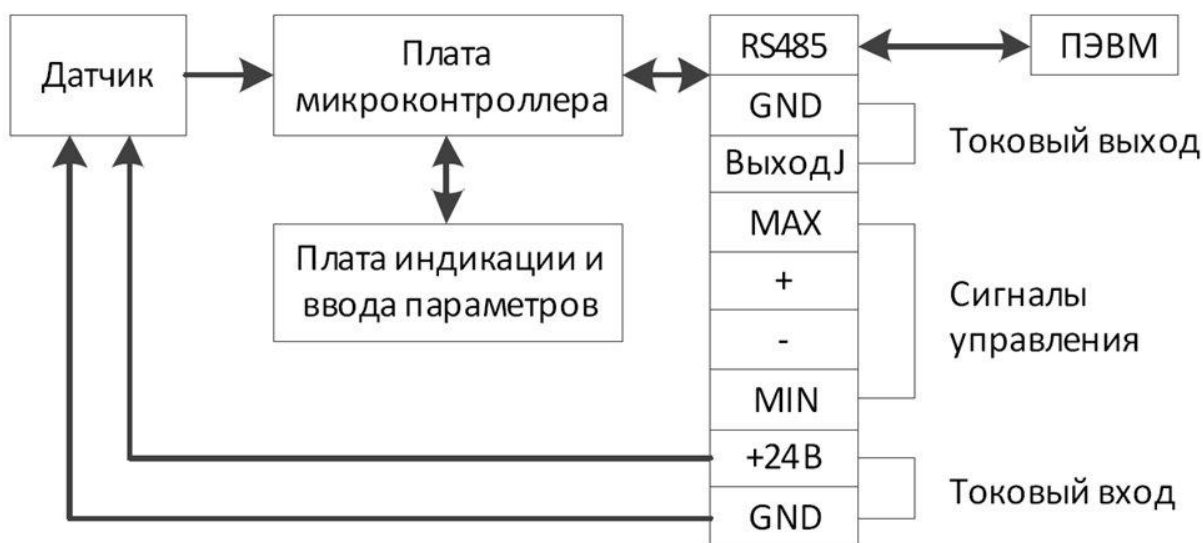 Датчик
Плата
микроконтроллера
Плата индикации и
ввода параметров
RS485
GND
Выход J
MAX
+
-
MIN
+24В
GND
ПЭВМ
Токовый выход
Сигналы
управления
Токовый вход